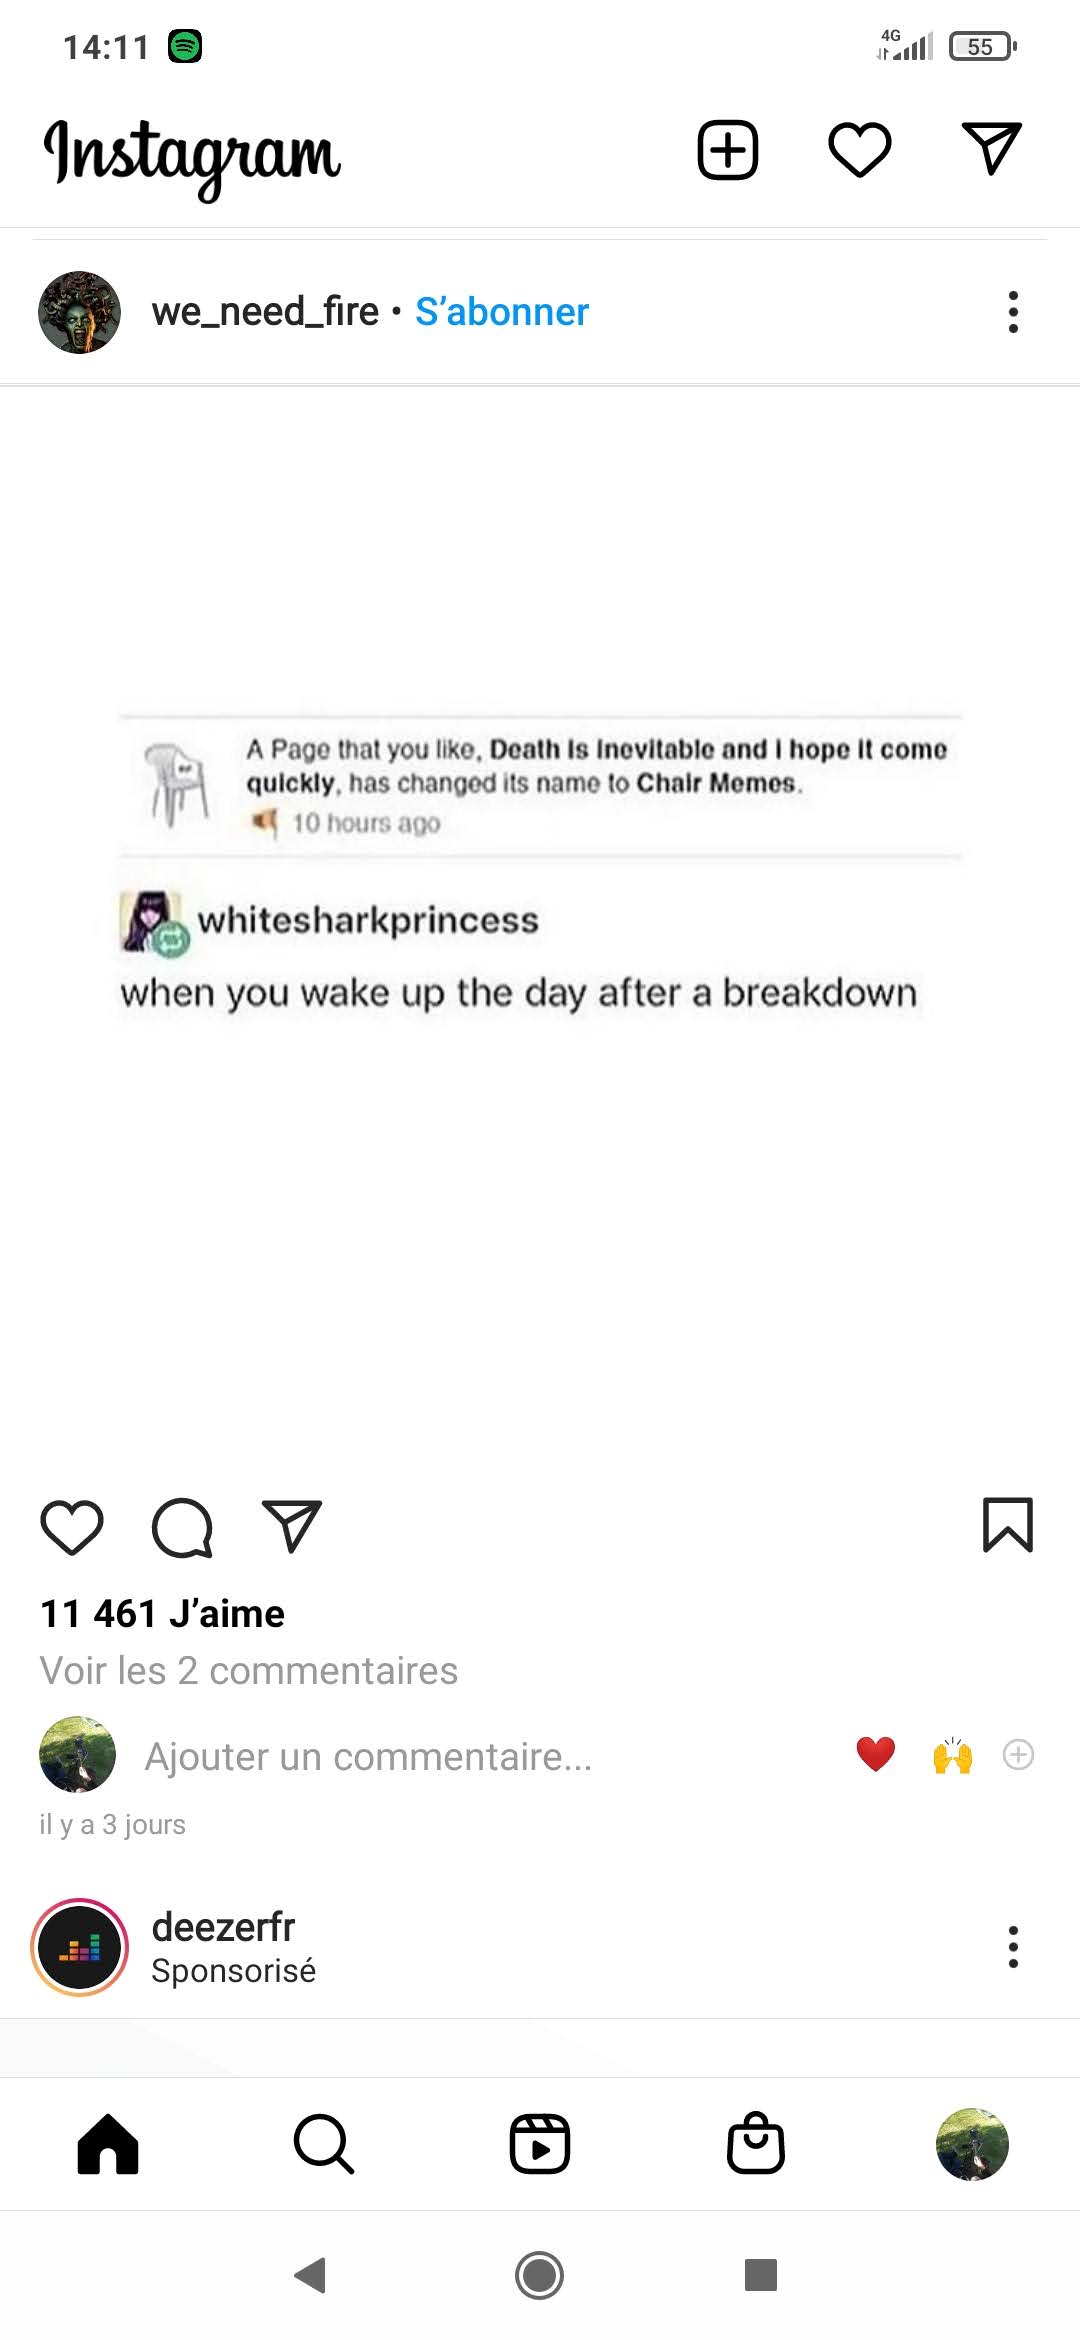 14:11
4G
55
Instagram
we_need_fire • S’abonner
A Page that you like, Death is Inevitable and I hope it come
quickly, has changed its name to Chair Memes.
10 hours ago
whitesharkprincess
when you wake up the day after a breakdown
11 461 J’aime
Voir les 2 commentaires
Ajouter un commentaire...
il y a 3 jours
deezerfr
Sponsorisé